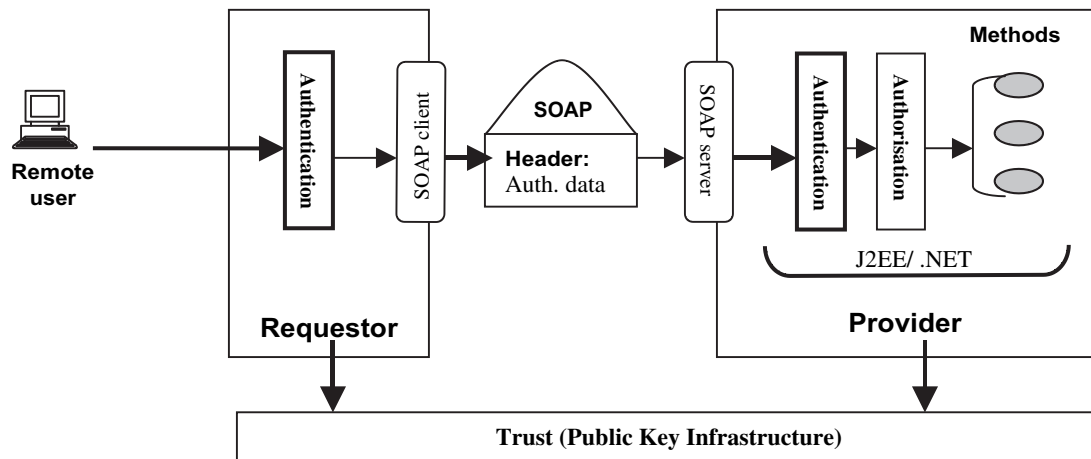 Remote
user
Authentication
SOAP client
Requestor
SOAP
Header:
Auth. data
SOAP server
Authentication
Authorisation
Methods
J2EE/ .NET
Provider
Trust (Public Key Infrastructure)